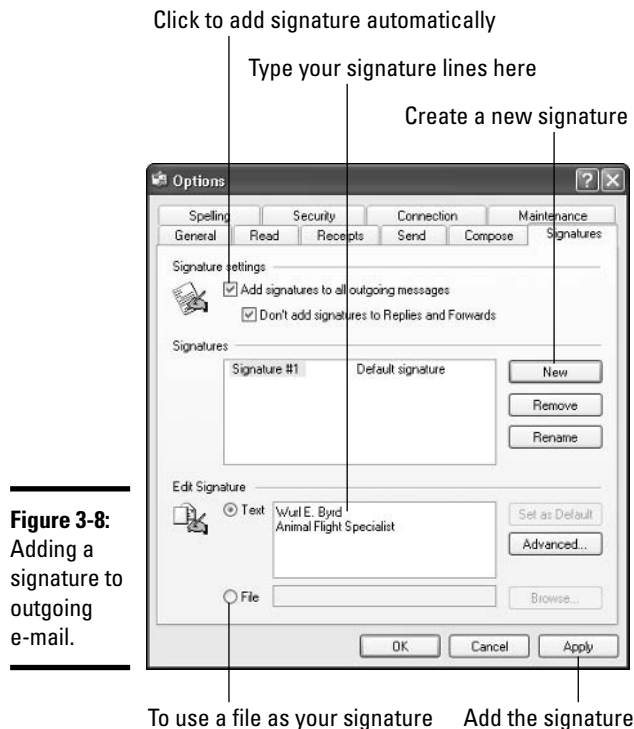 Click to add signature automatically
Type your signature lines here
Create a new signature
Options
Spelling Security Connection Maintenance
General Read Receipts Send Compose Signatures
Signature settings
Add signatures to all outgoing messages
Don't add signatures to Replies and Forwards
Signatures
Signature #1 Default signature
New
Remove
Rename
Edit Signature
Text
Wurl E. Byrd
Animal Flight Specialist
Set as Default
Advanced...
File
Browse...
OK Cancel Apply
Figure 3-8:
Adding a
signature to
outgoing
e-mail.
To use a file as your signature
Add the signature